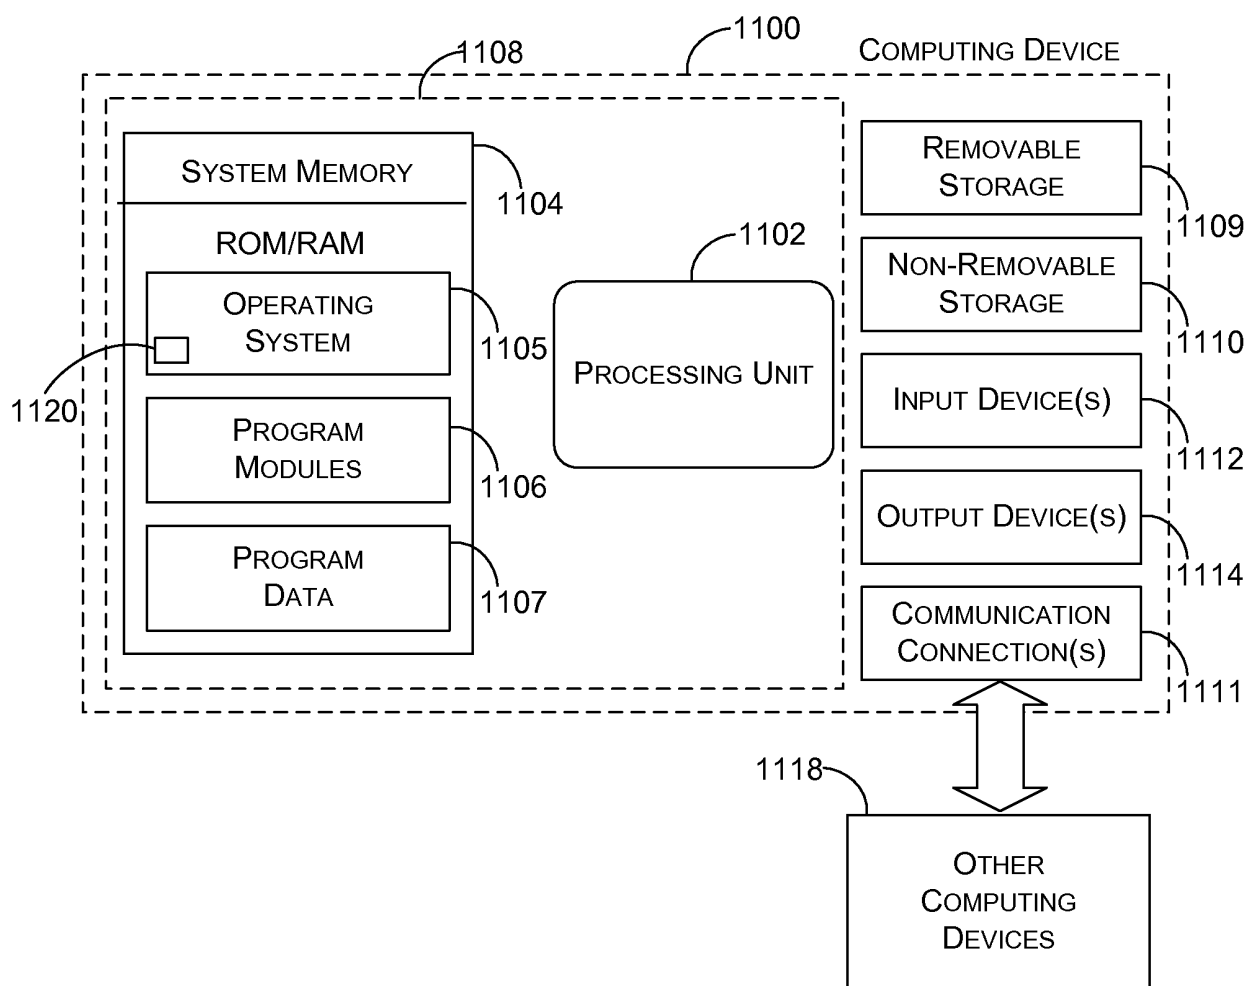 1100
COMPUTING DEVICE
1108
SYSTEM MEMORY
1104
ROM/RAM
OPERATING
SYSTEM
1105
1120
PROGRAM
MODULES
1106
PROGRAM
DATA
1107
1102
PROCESSING UNIT
REMOVABLE
STORAGE
1109
NON-REMOVABLE
STORAGE
1110
INPUT DEVICE(S)
1112
OUTPUT DEVICE(S)
1114
COMMUNICATION
CONNECTION(S)
1111
1118
OTHER
COMPUTING
DEVICES